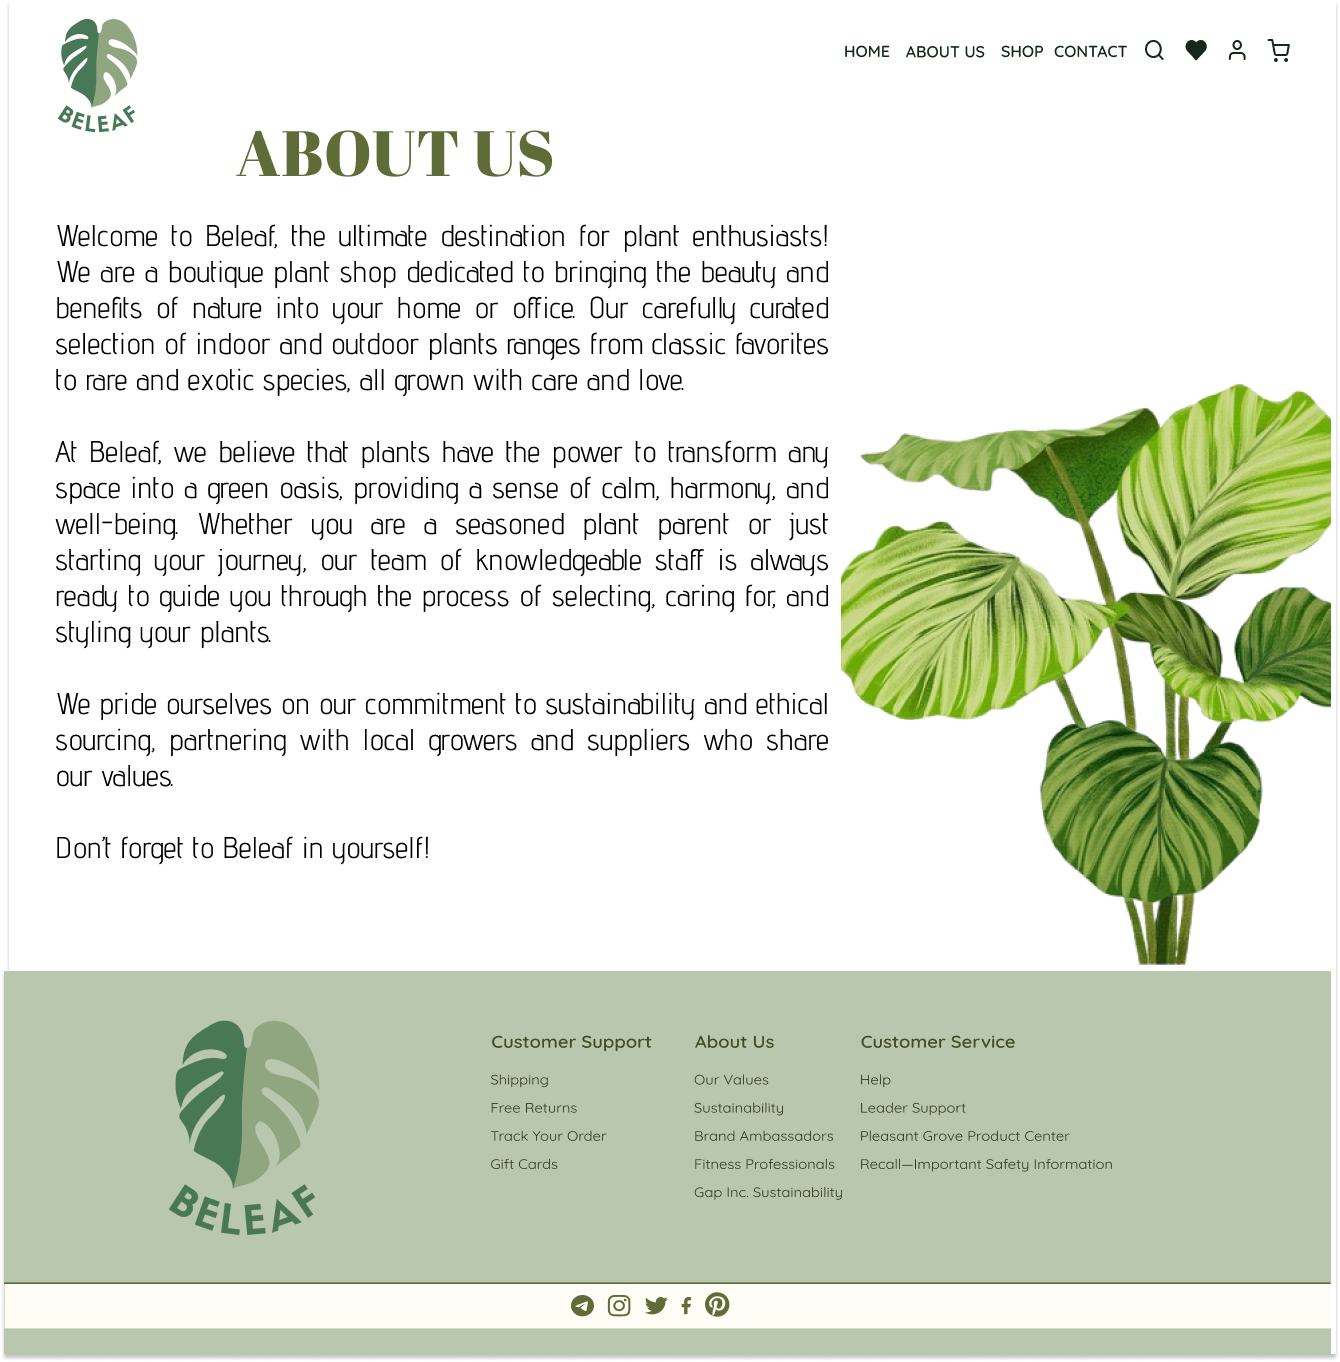 BELEAF
HOME ABOUT US SHOP CONTACT
ABOUT US
Welcome to Beleaf, the ultimate destination for plant enthusiasts!
We are a boutique plant shop dedicated to bringing the beauty and
benefits of nature into your home or office. Our carefully curated
selection of indoor and outdoor plants ranges from classic favorites
to rare and exotic species, all grown with care and love.
At Beleaf, we believe that plants have the power to transform any
space into a green oasis, providing a sense of calm, harmony, and
well-being. Whether you are a seasoned plant parent or just
starting your journey, our team of knowledgeable staff is always
ready to guide you through the process of selecting, caring for, and
styling your plants.
We pride ourselves on our commitment to sustainability and ethical
sourcing, partnering with local growers and suppliers who share
our values.
Don't forget to Beleaf in yourself!
BELEAF
Customer Support
Shipping
Free Returns
Track Your Order
Gift Cards
About Us
Our Values
Sustainability
Brand Ambassadors
Fitness Professionals
Gap Inc. Sustainability
Customer Service
Help
Leader Support
Pleasant Grove Product Center
Recall—Important Safety Information